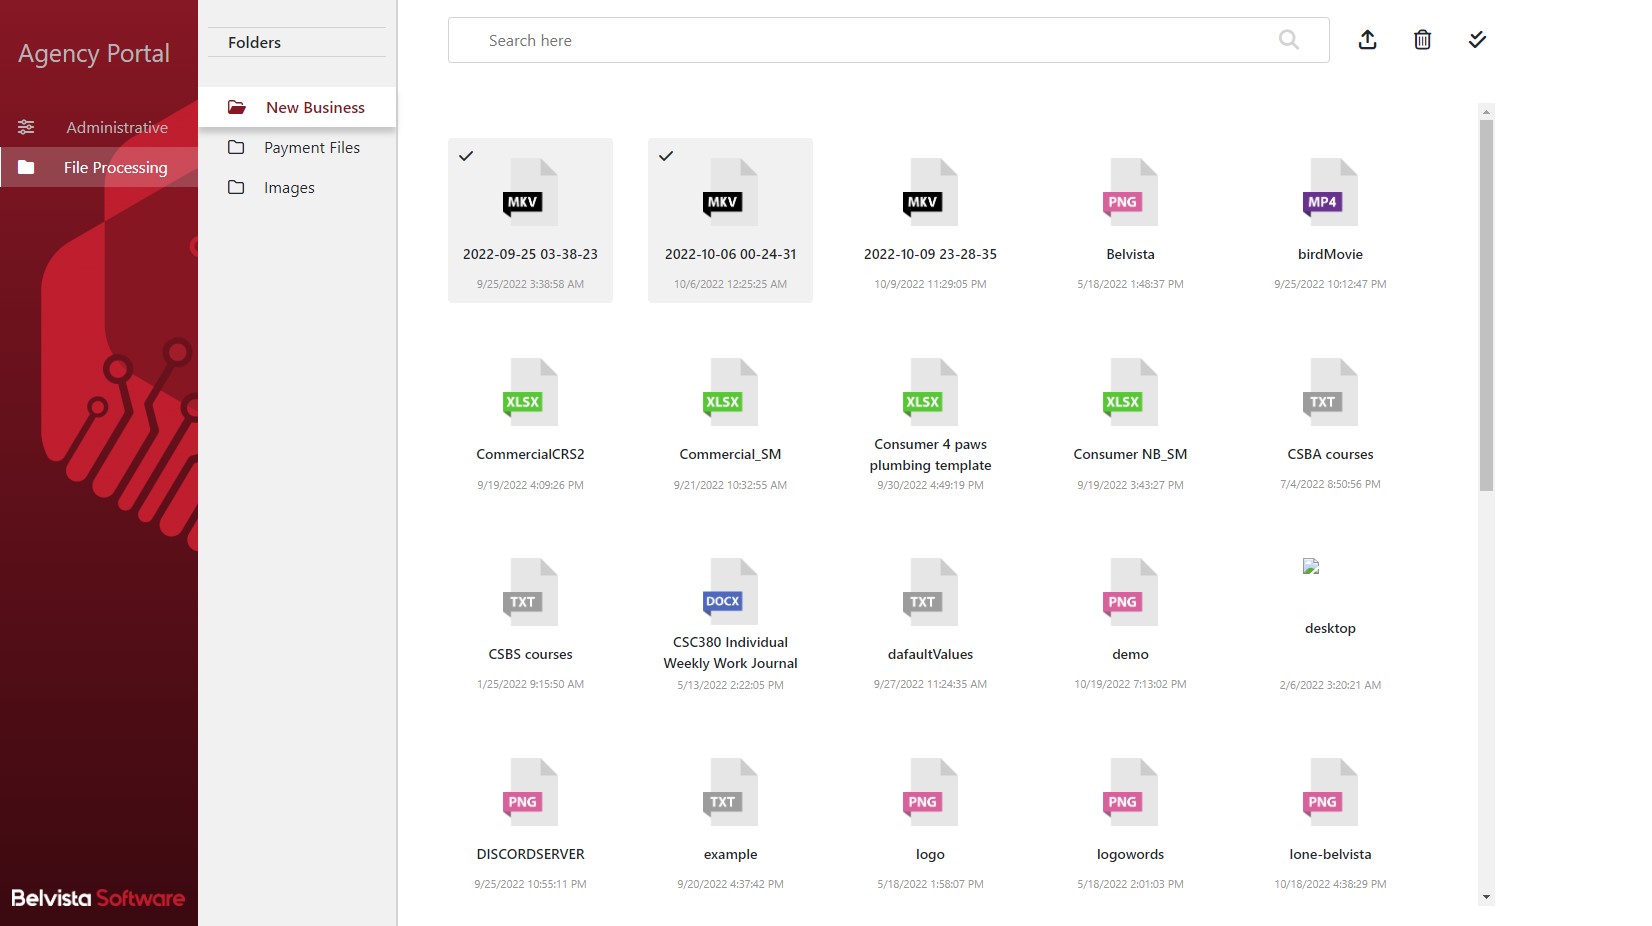 Agency Portal
Administrative
File Processing
Belvista Software
Folders
New Business
Payment Files
Images
Search here
MKV
2022-09-25 03-38-23
9/25/2022 3:38:58 AM
MKV
2022-10-06 00-24-31
10/6/2022 12:25:25 AM
MKV
2022-10-09 23-28-35
10/9/2022 11:29:05 PM
PNG
Belvista
5/18/2022 1:48:37 PM
MP4
birdMovie
9/25/2022 10:12:47 PM
XLSX
CommercialCRS2
9/19/2022 4:09:26 PM
XLSX
Commercial_SM
9/21/2022 10:32:55 AM
XLSX
Consumer 4 paws
plumbing template
9/30/2022 4:49:19 PM
XLSX
Consumer NB_SM
9/19/2022 3:43:27 PM
TXT
CSBA courses
7/4/2022 8:50:56 PM
TXT
CSBS courses
1/25/2022 9:15:50 AM
DOCX
CSC380 Individual
Weekly Work Journal
5/13/2022 2:22:05 PM
TXT
dafaultValues
9/27/2022 11:24:35 AM
PNG
demo
10/19/2022 7:13:02 PM
desktop
2/6/2022 3:20:21 AM
PNG
DISCORDSERVER
9/25/2022 10:55:11 PM
TXT
example
9/20/2022 4:37:42 PM
PNG
logo
5/18/2022 1:58:07 PM
PNG
logowords
5/18/2022 2:01:03 PM
PNG
lone-belvista
10/18/2022 4:38:29 PM